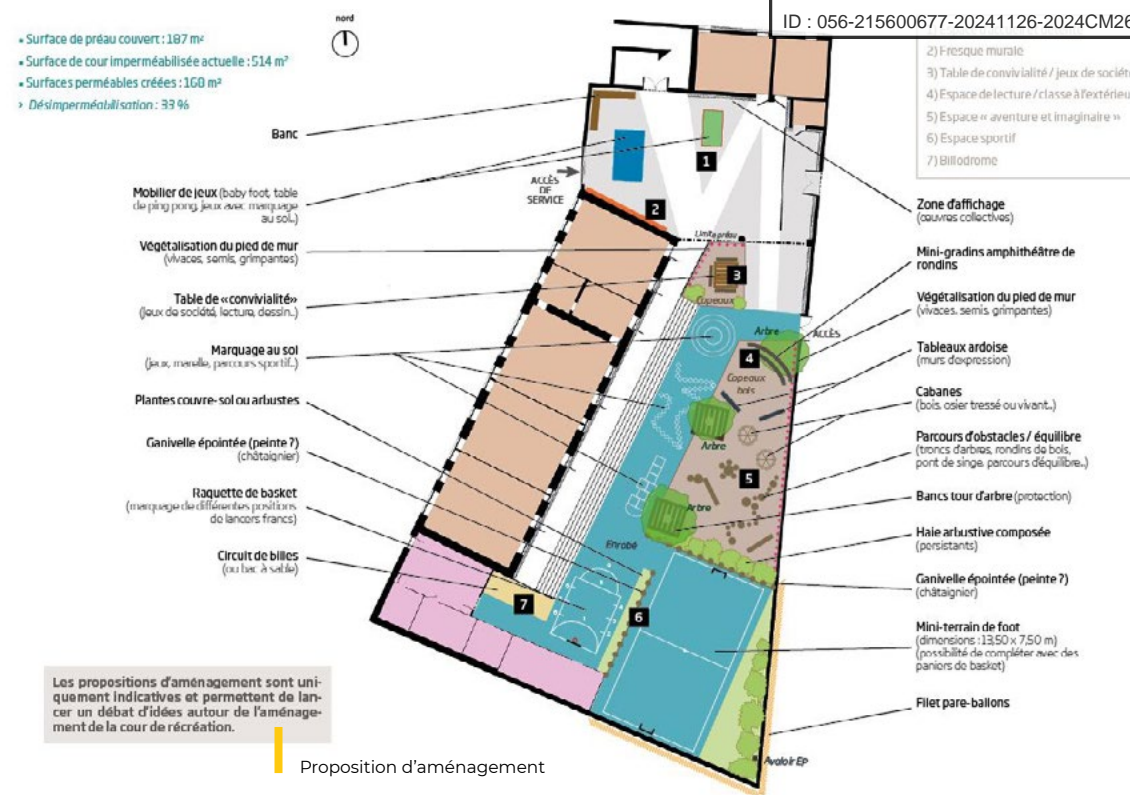 ID : 056-215600677-20241126-2024CM26
• Surface de préau couvert : 187 m²
• Surface de cour imperméabilisée actuelle : 514 m²
• Surfaces perméables créées : 168 m²
› Désimperméabilisation : 33 %
nord
2) Fresque murale
3) Table de convivialité / jeux de société
4) Espace de lecture / classe à l'extérieu
5) Espace « aventure et imaginaire »
6) Espace sportif
7) Billodrome
Banc
Mobilier de jeux (baby foot, table
de ping pong, jeux avec marquage
au sol...)
Végétalisation du pied de mur
(vivaces, semis, grimpantes)
Table de «convivialité»
(jeux de société, lecture, dessin...)
Marquage au sol
(jeux, marelle, parcours sportif...)
Plantes couvre-sol ou arbustes
Ganivelle épointée (peinte ?)
(châtaignier)
Raquette de basket
(marquage de différentes positions
de lancers francs)
Circuit de billes
(ou bac à sable)
ACCÈS
DE
SERVICE
1
2
Limite préau
3
Copeaux
Arbre
ACCÈS
4
Copeaux
bois
Arbre
5
Arbre
Enrobé
6
7
Avaloir EP
Zone d'affichage
(œuvres collectives)
Mini-gradins amphithéâtre de
rondins
Végétalisation du pied de mur
(vivaces, semis, grimpantes)
Tableaux ardoise
(murs d'expression)
Cabanes
(bois, osier tressé ou vivant...)
Parcours d'obstacles / équilibre
(troncs d'arbres, rondins de bois,
pont de singe, parcours d'équilibre...)
Bancs tour d'arbre (protection)
Haie arbustive composée
(persistants)
Ganivelle épointée (peinte ?)
(châtaignier)
Mini-terrain de foot
(dimensions : 13,50 x 7,50 m)
(possibilité de compléter avec des
paniers de basket)
Filet pare-ballons
Les propositions d'aménagement sont uni-
quement indicatives et permettent de lan-
cer un débat d'idées autour de l'aménage-
ment de la cour de récréation.
Proposition d'aménagement